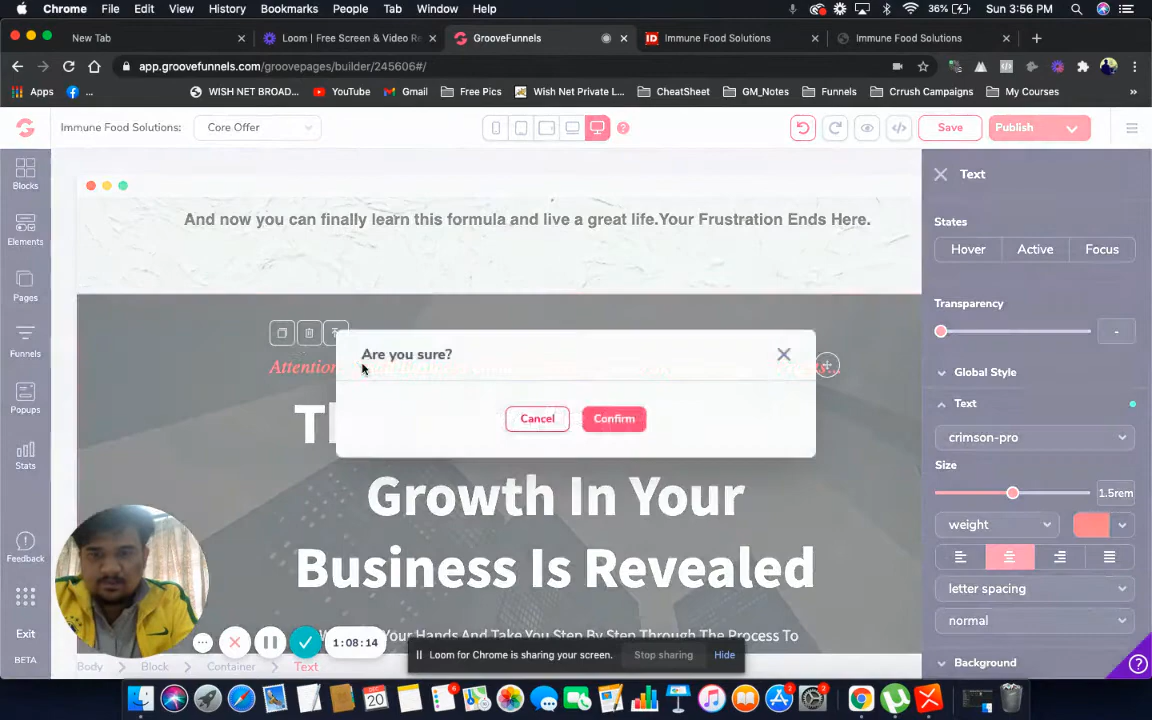 Chrome File Edit View History Bookmarks People Tab Window Help 36% Sun 3:56 PM
New Tab Loom | Free Screen & Video Re GrooveFunnels Immune Food Solutions Immune Food Solutions
app.groovefunnels.com/groovepages/builder/245606#/
Apps ... WISH NET BROAD... YouTube Gmail Free Pics Wish Net Private L... CheatSheet GM_Notes Funnels Crrush Campaigns My Courses »
Immune Food Solutions: Core Offer Save Publish
Blocks
Elements
Pages
Funnels
Popups
Stats
Feedback
Exit
BETA
And now you can finally learn this formula and live a great life.Your Frustration Ends Here.
Attention
Are you sure?
Cancel Confirm
Growth In Your
Business Is Revealed
Your Hands And Take You Step By Step Through The Process To
1:08:14
Loom for Chrome is sharing your screen. Stop sharing Hide
Body Block Container Text
Text
States
Hover Active Focus
Transparency
-
Global Style
Text
crimson-pro
Size
1.5rem
weight
letter spacing
normal
Background
DEC
20
6
2
2